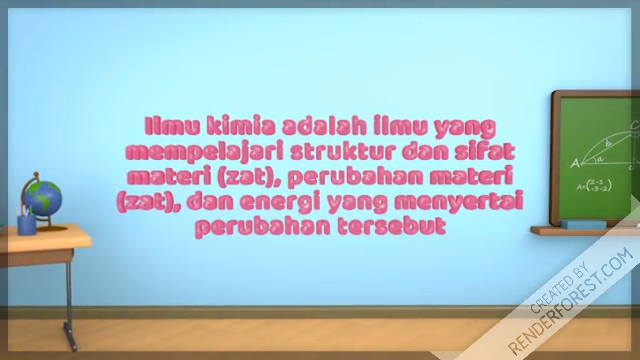 Ilmu kimia adalah ilmu yang
mempelajari struktur dan sifat
materi (zat), perubahan materi
(zat), dan energi yang menyertai
perubahan tersebut
b
A a
CREATED BY
RENDERFOREST.COM